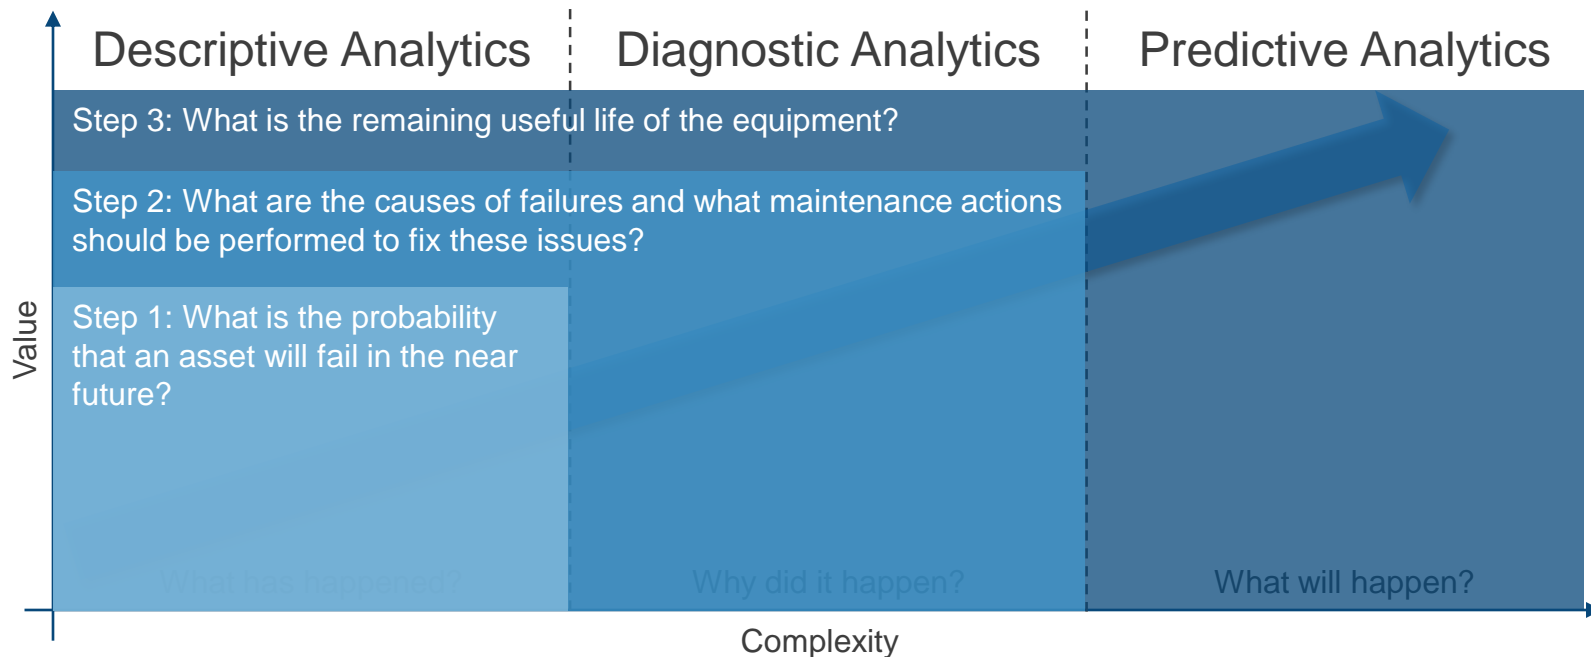 Descriptive Analytics
Diagnostic Analytics
Predictive Analytics
Step 3: What is the remaining useful life of the equipment?
Step 2: What are the causes of failures and what maintenance actions
should be performed to fix these issues?
Step 1: What is the probability
that an asset will fail in the near
future?
Value
What has happened?
Why did it happen?
What will happen?
Complexity